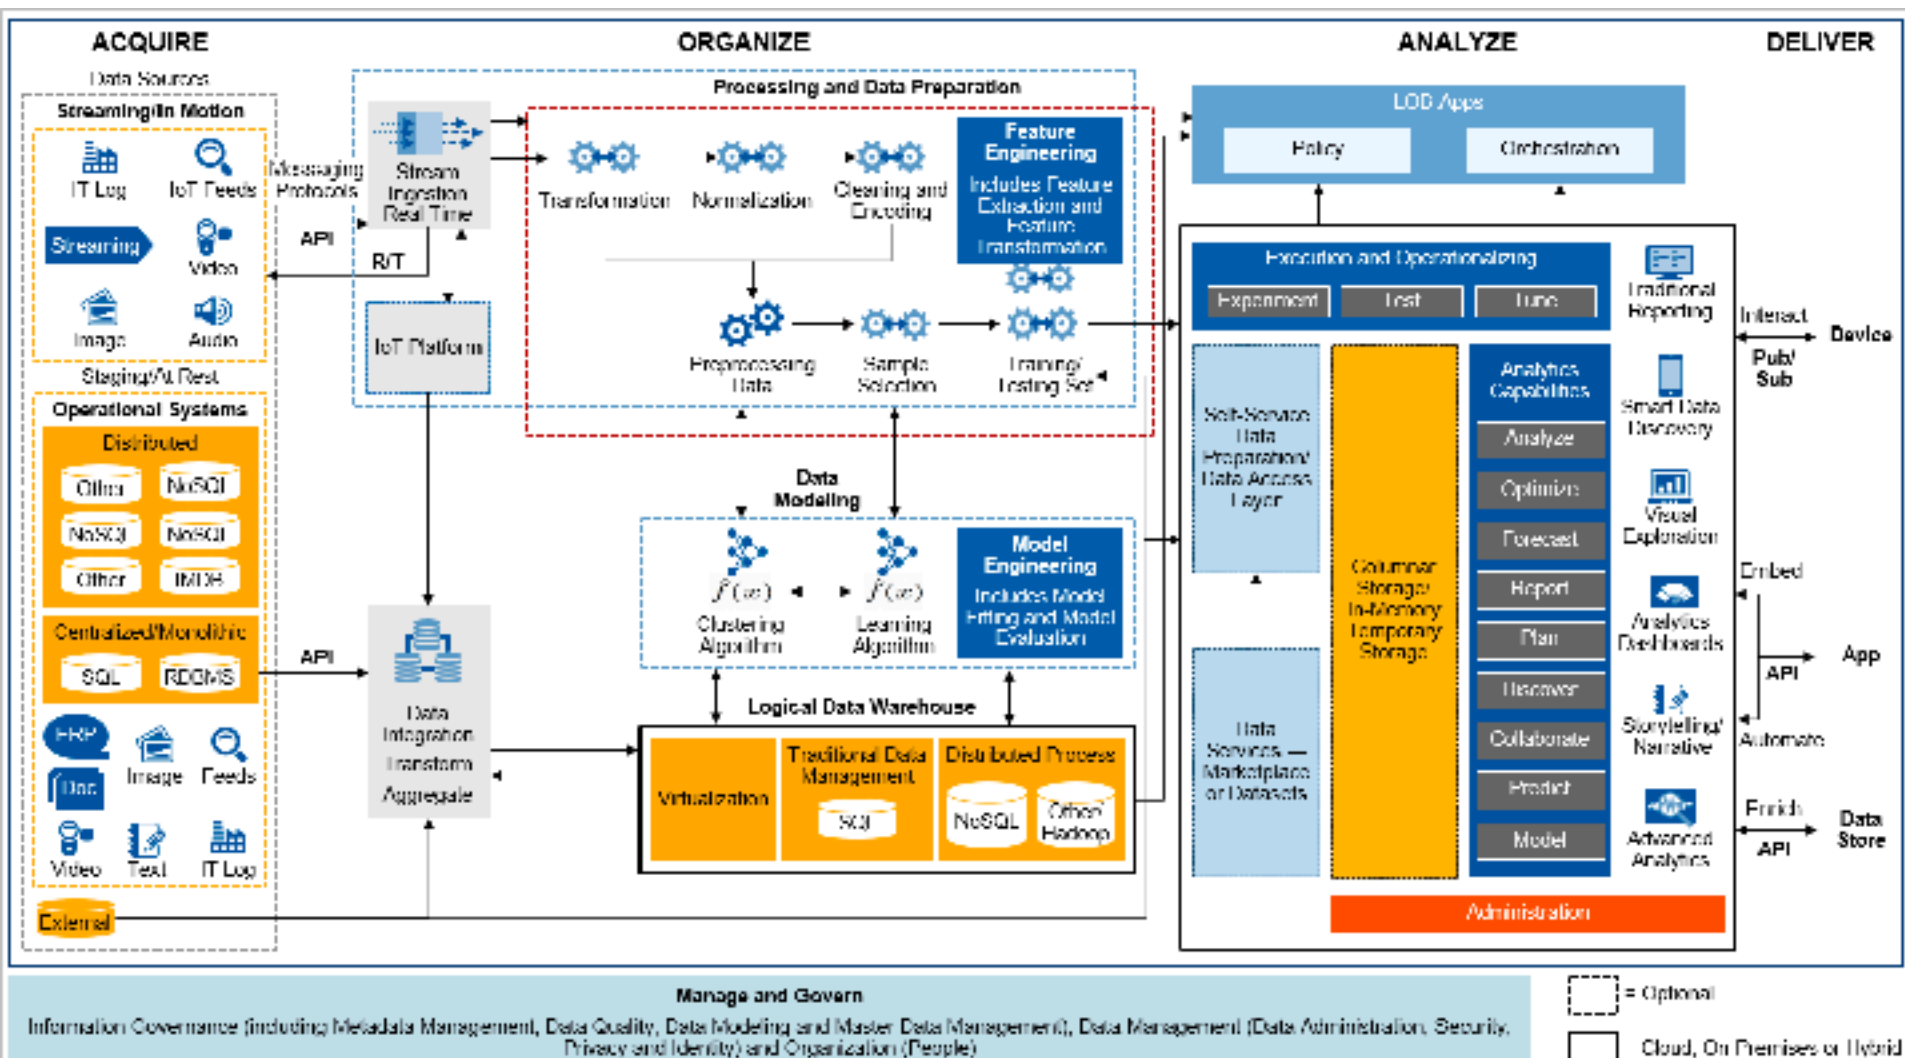 ACQUIRE
ORGANIZE
ANALYZE
DELIVER
Data Sources
Streaming/In Motion
IT Log
IoT Feeds
Streaming
Video
Image
Audio
Staging/At Rest
Operational Systems
Distributed
Other
NoSQL
NoSQL
NoSQL
Other
IMDB
Centralized/Monolithic
SQL
RDBMS
ERP
Image
Feeds
Doc
Video
Text
IT Log
External
Messaging
Protocols
API
R/T
API
Processing and Data Preparation
Stream
Ingestion
Real Time
IoT Platform
Transformation
Normalization
Cleaning and
Encoding
Feature
Engineering
Includes Feature
Extraction and
Feature
Transformation
Preprocessing
Data
Sample
Selection
Training/
Testing Set
Data
Modeling
Clustering
Algorithm
f(x)
Learning
Algorithm
f(x)
Model
Engineering
Includes Model
Fitting and Model
Evaluation
Data
Integration
Transform
Aggregate
Logical Data Warehouse
Virtualization
Traditional Data
Management
SQL
Distributed Process
NoSQL
Other/
Hadoop
LOB Apps
Policy
Orchestration
Execution and Operationalizing
Experiment
Test
Tune
Self-Service
Data
Preparation/
Data Access
Layer
Data
Services —
Marketplace
or Datasets
Columnar
Storage/
In-Memory
Temporary
Storage
Analytics
Capabilities
Analyze
Optimize
Forecast
Report
Plan
Discover
Collaborate
Predict
Model
Traditional
Reporting
Smart Data
Discovery
Visual
Exploration
Analytics
Dashboards
Storytelling/
Narrative
Advanced
Analytics
Administration
Interact
Pub/
Sub
Device
Embed
API
App
Automate
Enrich
API
Data
Store
Manage and Govern
Information Governance (including Metadata Management, Data Quality, Data Modeling and Master Data Management), Data Management (Data Administration, Security,
Privacy and Identity) and Organization (People)
= Optional
Cloud, On-Premises or Hybrid